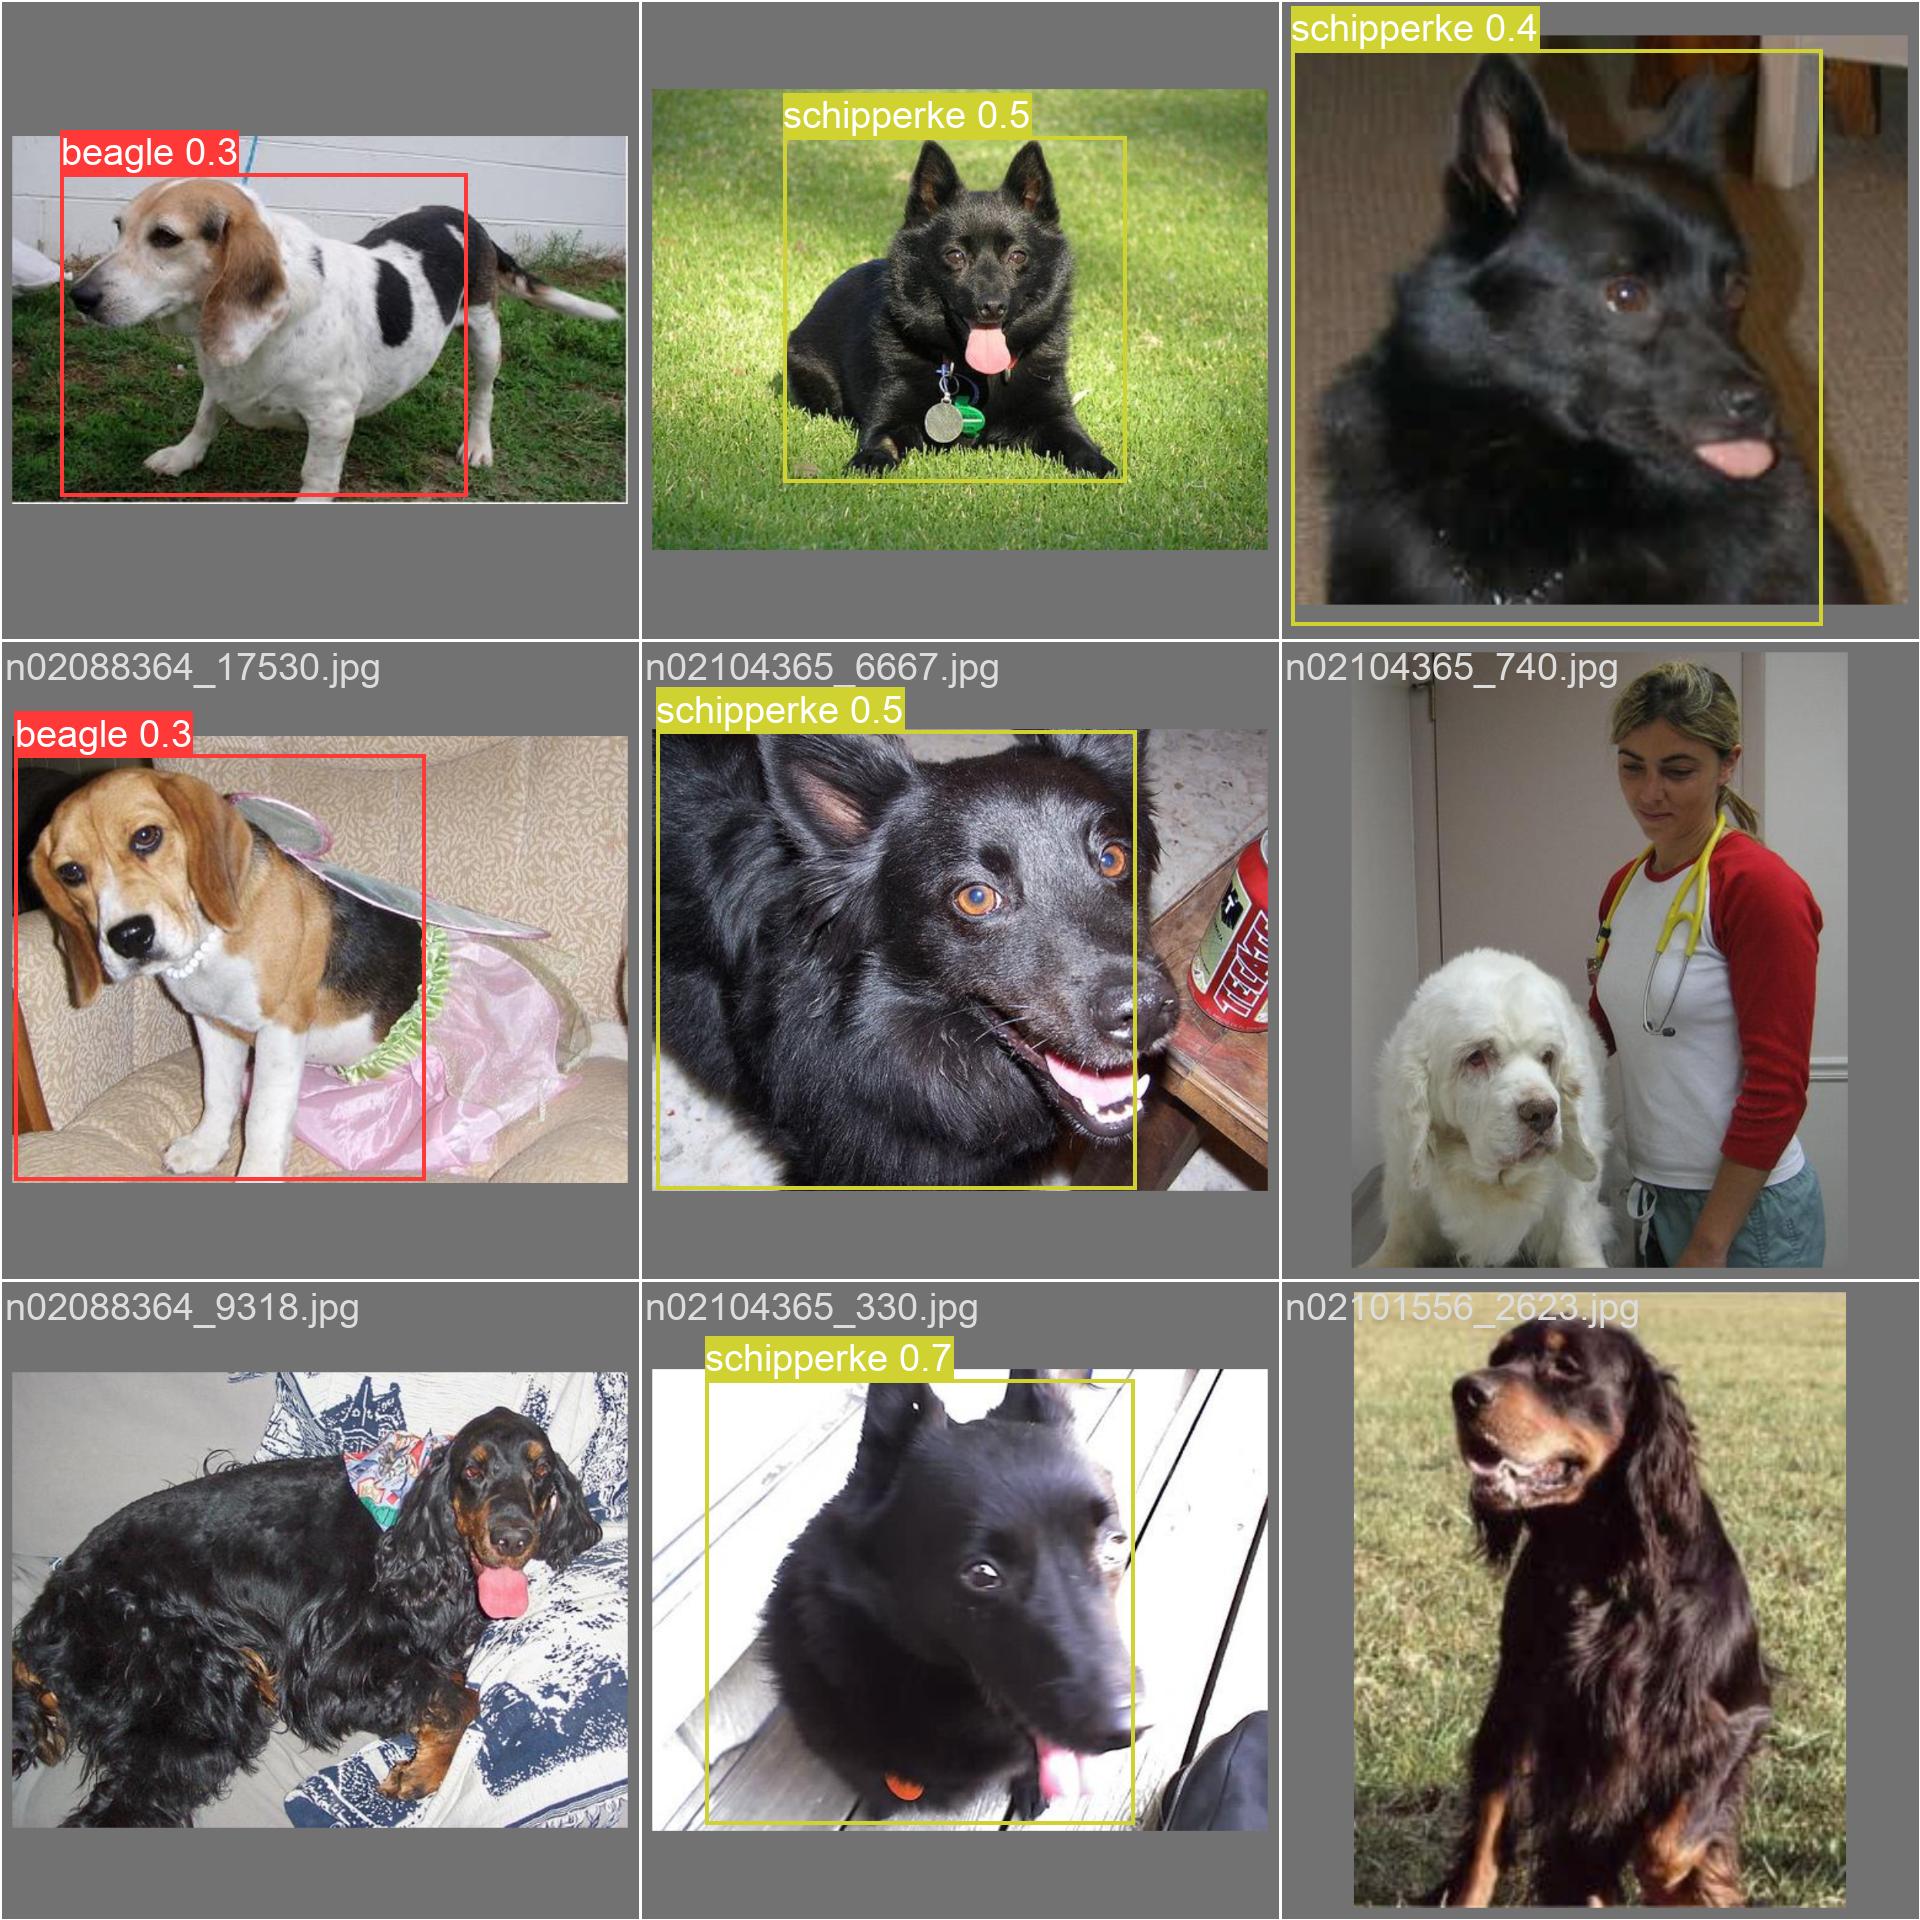 beagle 0.3
schipperke 0.5
schipperke 0.4
n02088364_17530.jpg
n02104365_6667.jpg
n02104365_740.jpg
beagle 0.3
schipperke 0.5
TECATE
n02088364_9318.jpg
n02104365_330.jpg
n02101556_2623.jpg
schipperke 0.7